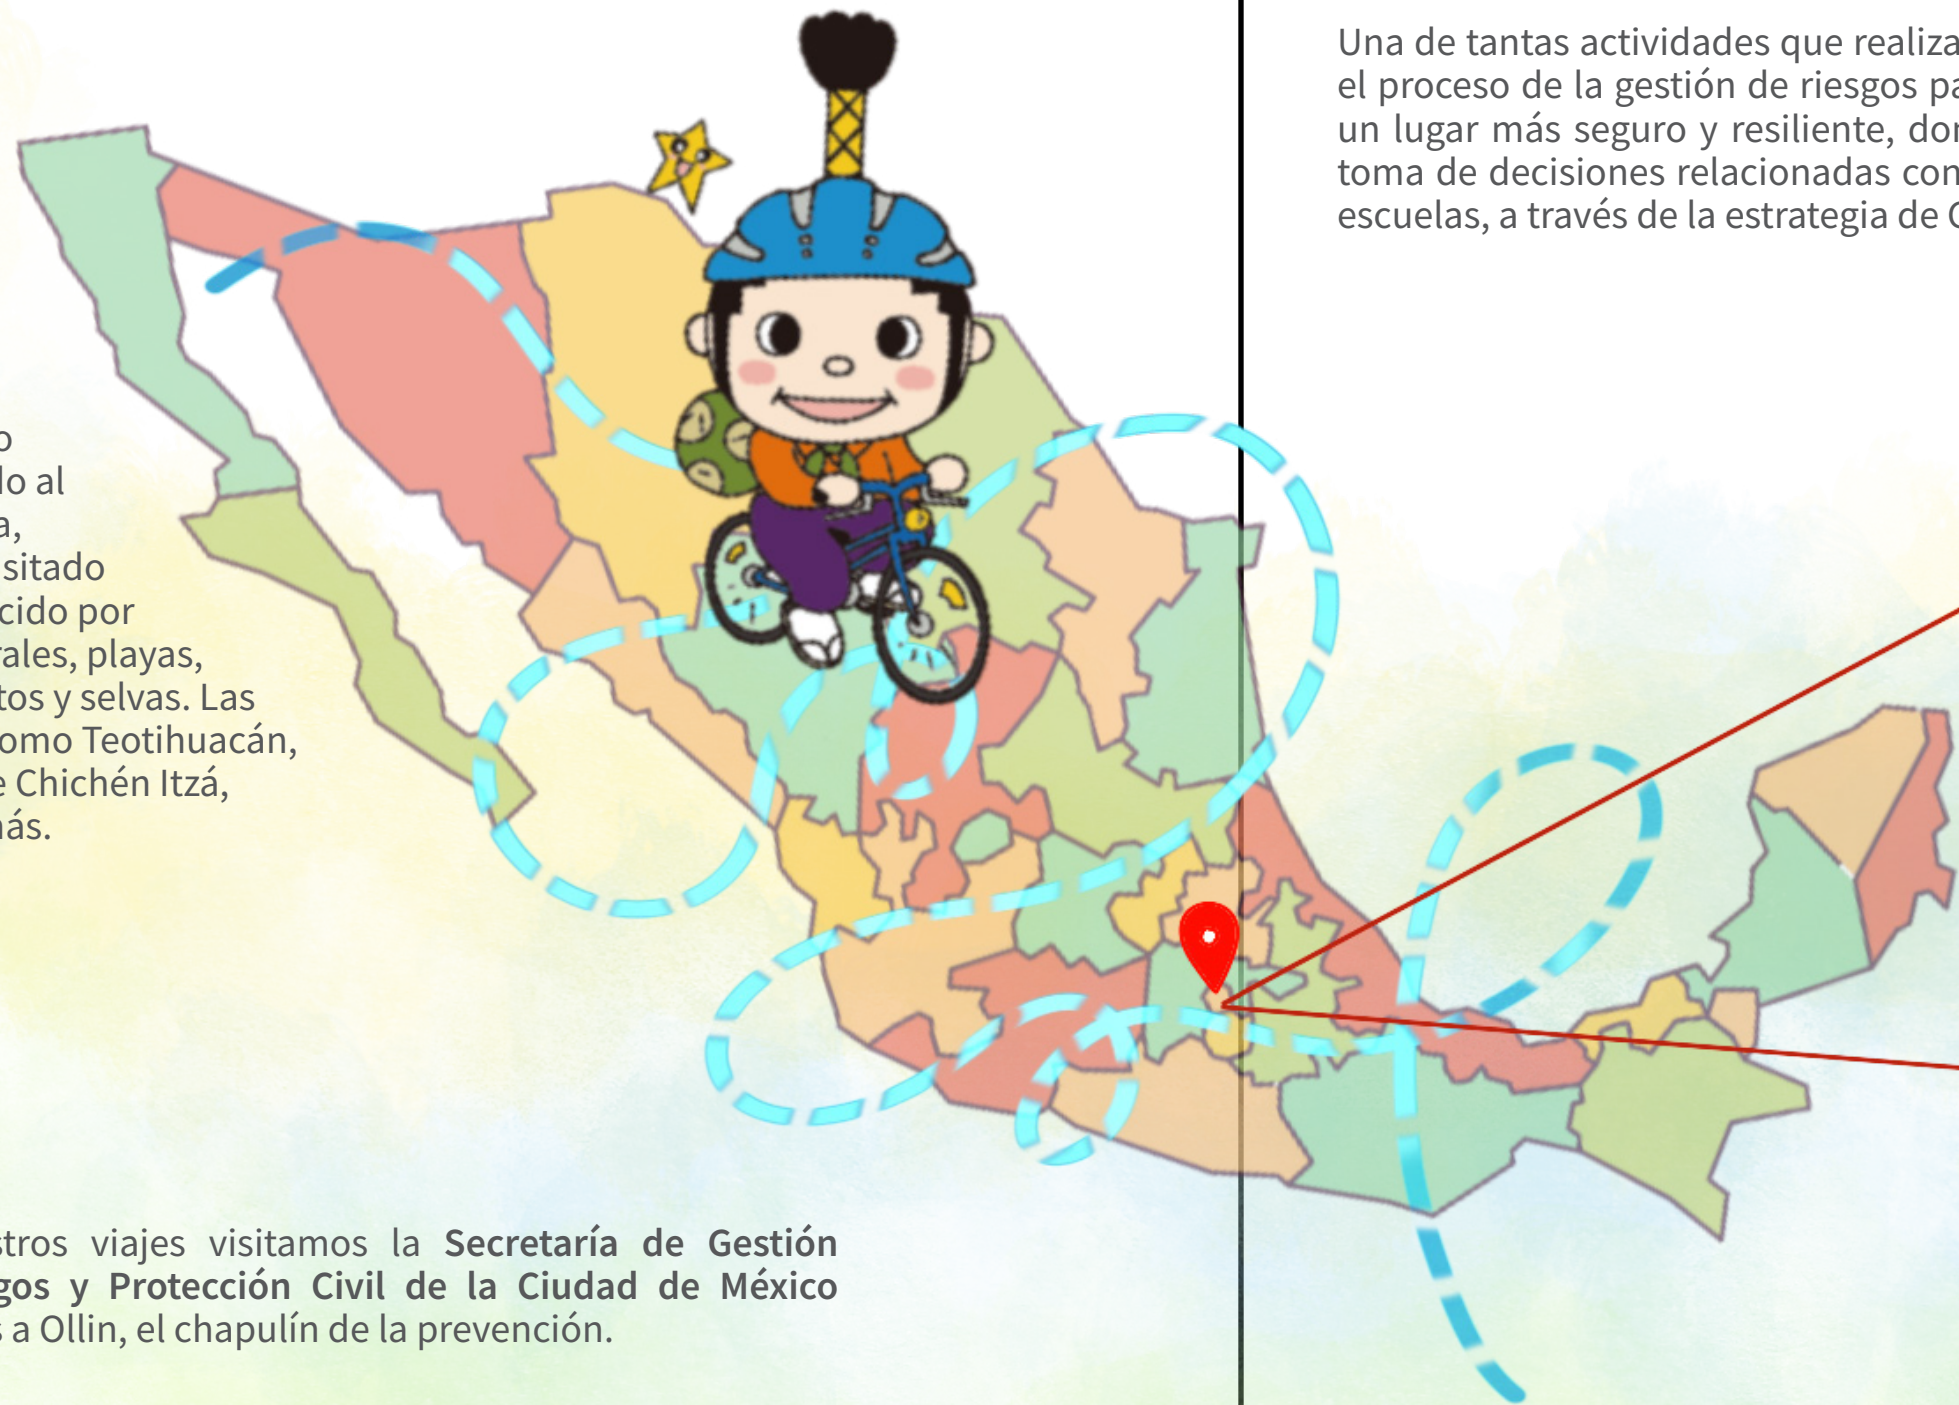 o
do al
a,
sitado
cido por
rales, playas,
tos y selvas. Las
omo Teotihuacán,
e Chichén Itzá,
nás.
stros viajes visitamos la Secretaría de Gestión
gos y Protección Civil de la Ciudad de México
s a Ollin, el chapulín de la prevención.
Una de tantas actividades que realiza
el proceso de la gestión de riesgos pa
un lugar más seguro y resiliente, don
toma de decisiones relacionadas con
escuelas, a través de la estrategia de